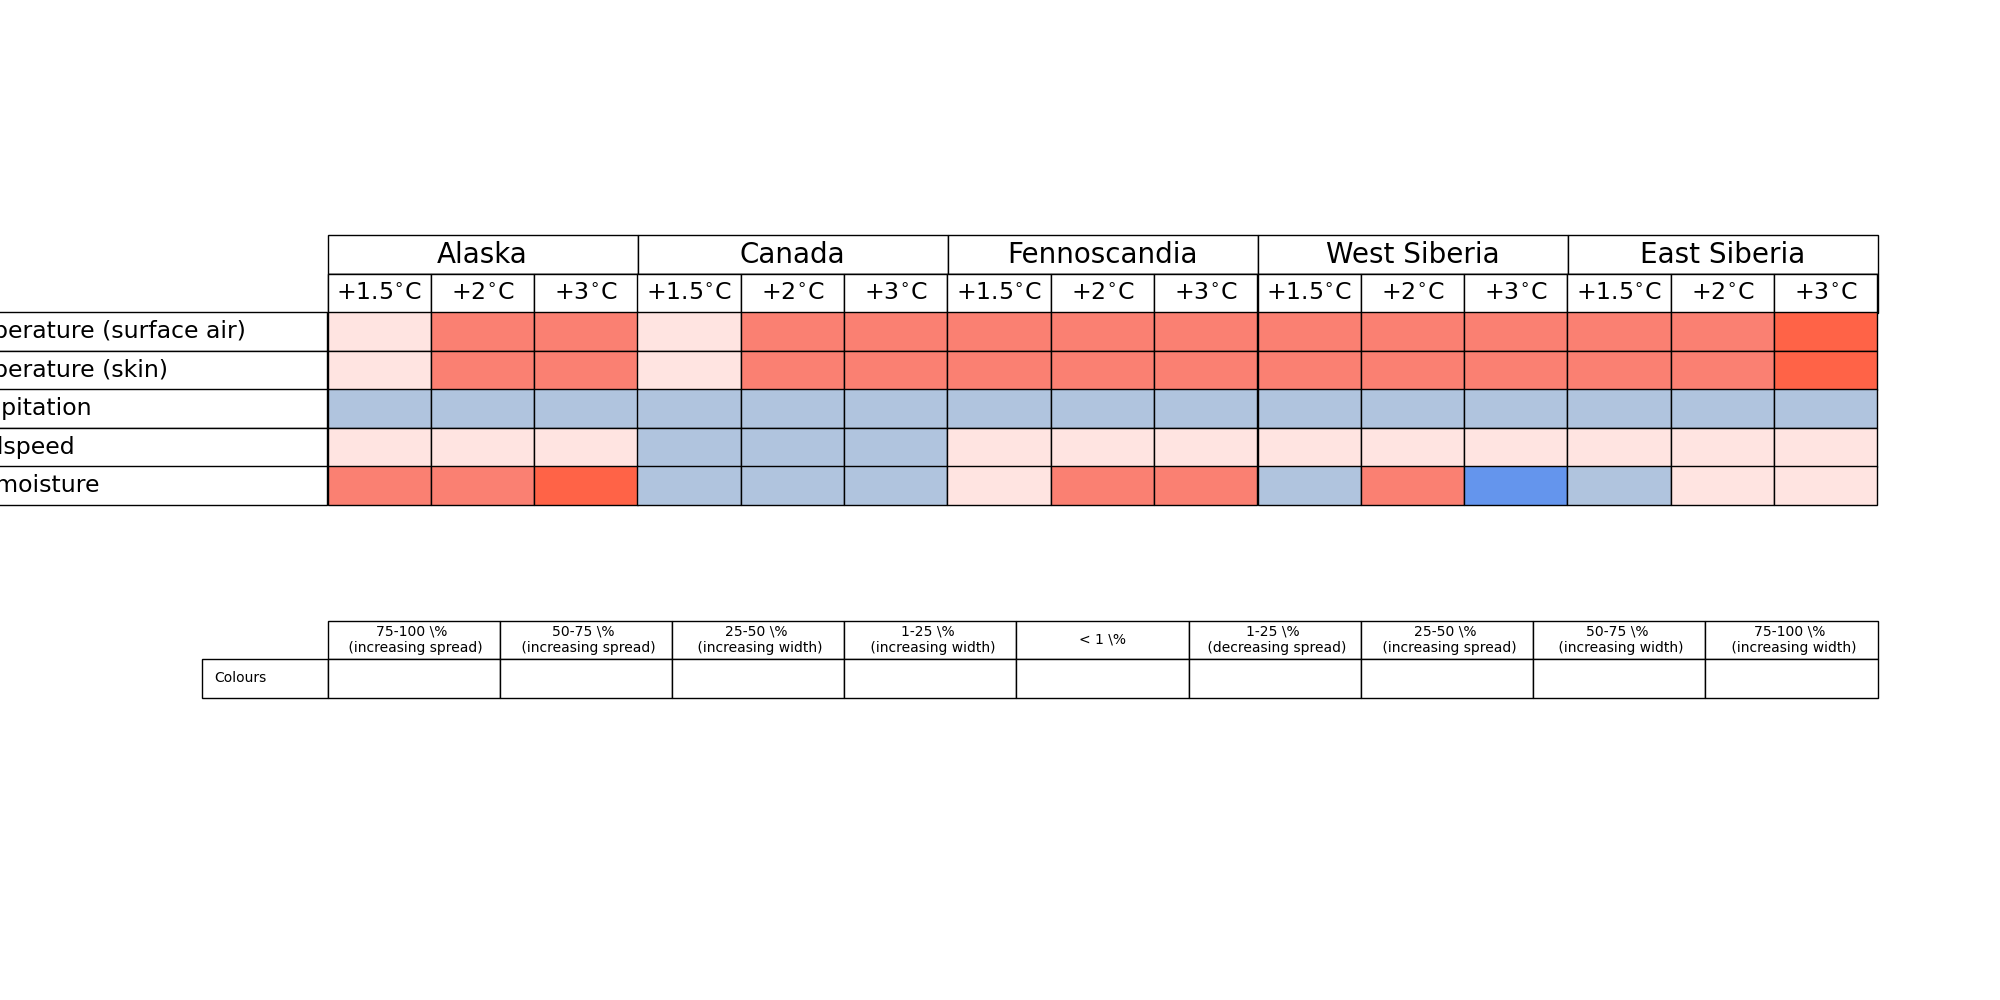 Alaska Canada Fennoscandia West Siberia East Siberia
+1.5°C +2°C +3°C +1.5°C +2°C +3°C +1.5°C +2°C +3°C +1.5°C +2°C +3°C +1.5°C +2°C +3°C
perature (surface air)
perature (skin)
pitation
lspeed
moisture
75-100 \% 50-75 \% 25-50 \% 1-25 \% < 1 \% 1-25 \% 25-50 \% 50-75 \% 75-100 \%
(increasing spread) (increasing spread) (increasing width) (increasing width) (decreasing spread) (increasing spread) (increasing width) (increasing width)
Colours